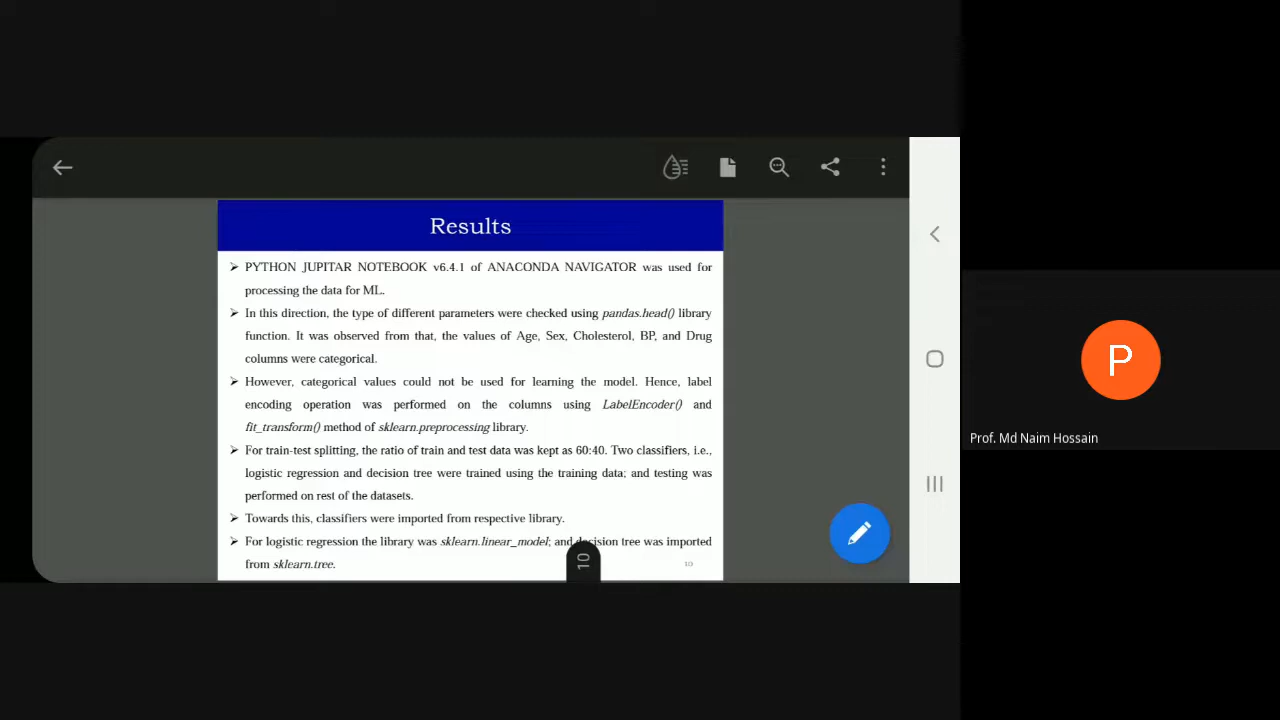 Results
➢ PYTHON JUPITAR NOTEBOOK v6.4.1 of ANACONDA NAVIGATOR was used for
processing the data for ML.
➢ In this direction, the type of different parameters were checked using pandas.head() library
function. It was observed from that, the values of Age, Sex, Cholesterol, BP, and Drug
columns were categorical.
➢ However, categorical values could not be used for learning the model. Hence, label
encoding operation was performed on the columns using LabelEncoder() and
fit_transform() method of sklearn.preprocessing library.
➢ For train-test splitting, the ratio of train and test data was kept as 60:40. Two classifiers, i.e.,
logistic regression and decision tree were trained using the training data; and testing was
performed on rest of the datasets.
➢ Towards this, classifiers were imported from respective library.
➢ For logistic regression the library was sklearn.linear_model; and decision tree was imported
from sklearn.tree.
10
10
P
Prof. Md Naim Hossain